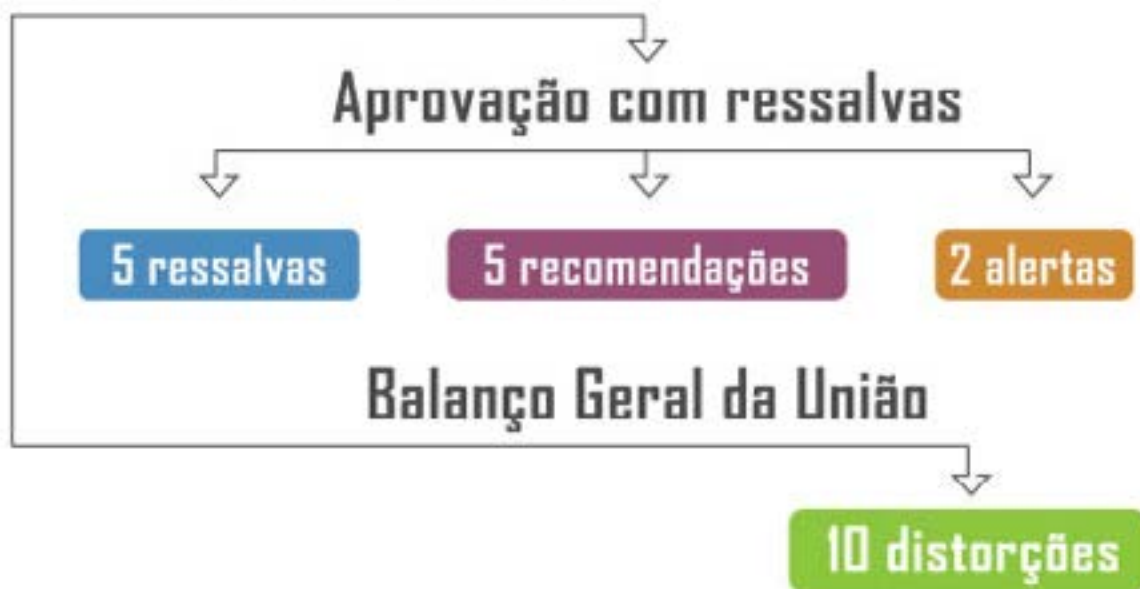 Aprovação com ressalvas
5 ressalvas
5 recomendações
2 alertas
Balanço Geral da União
10 distorções